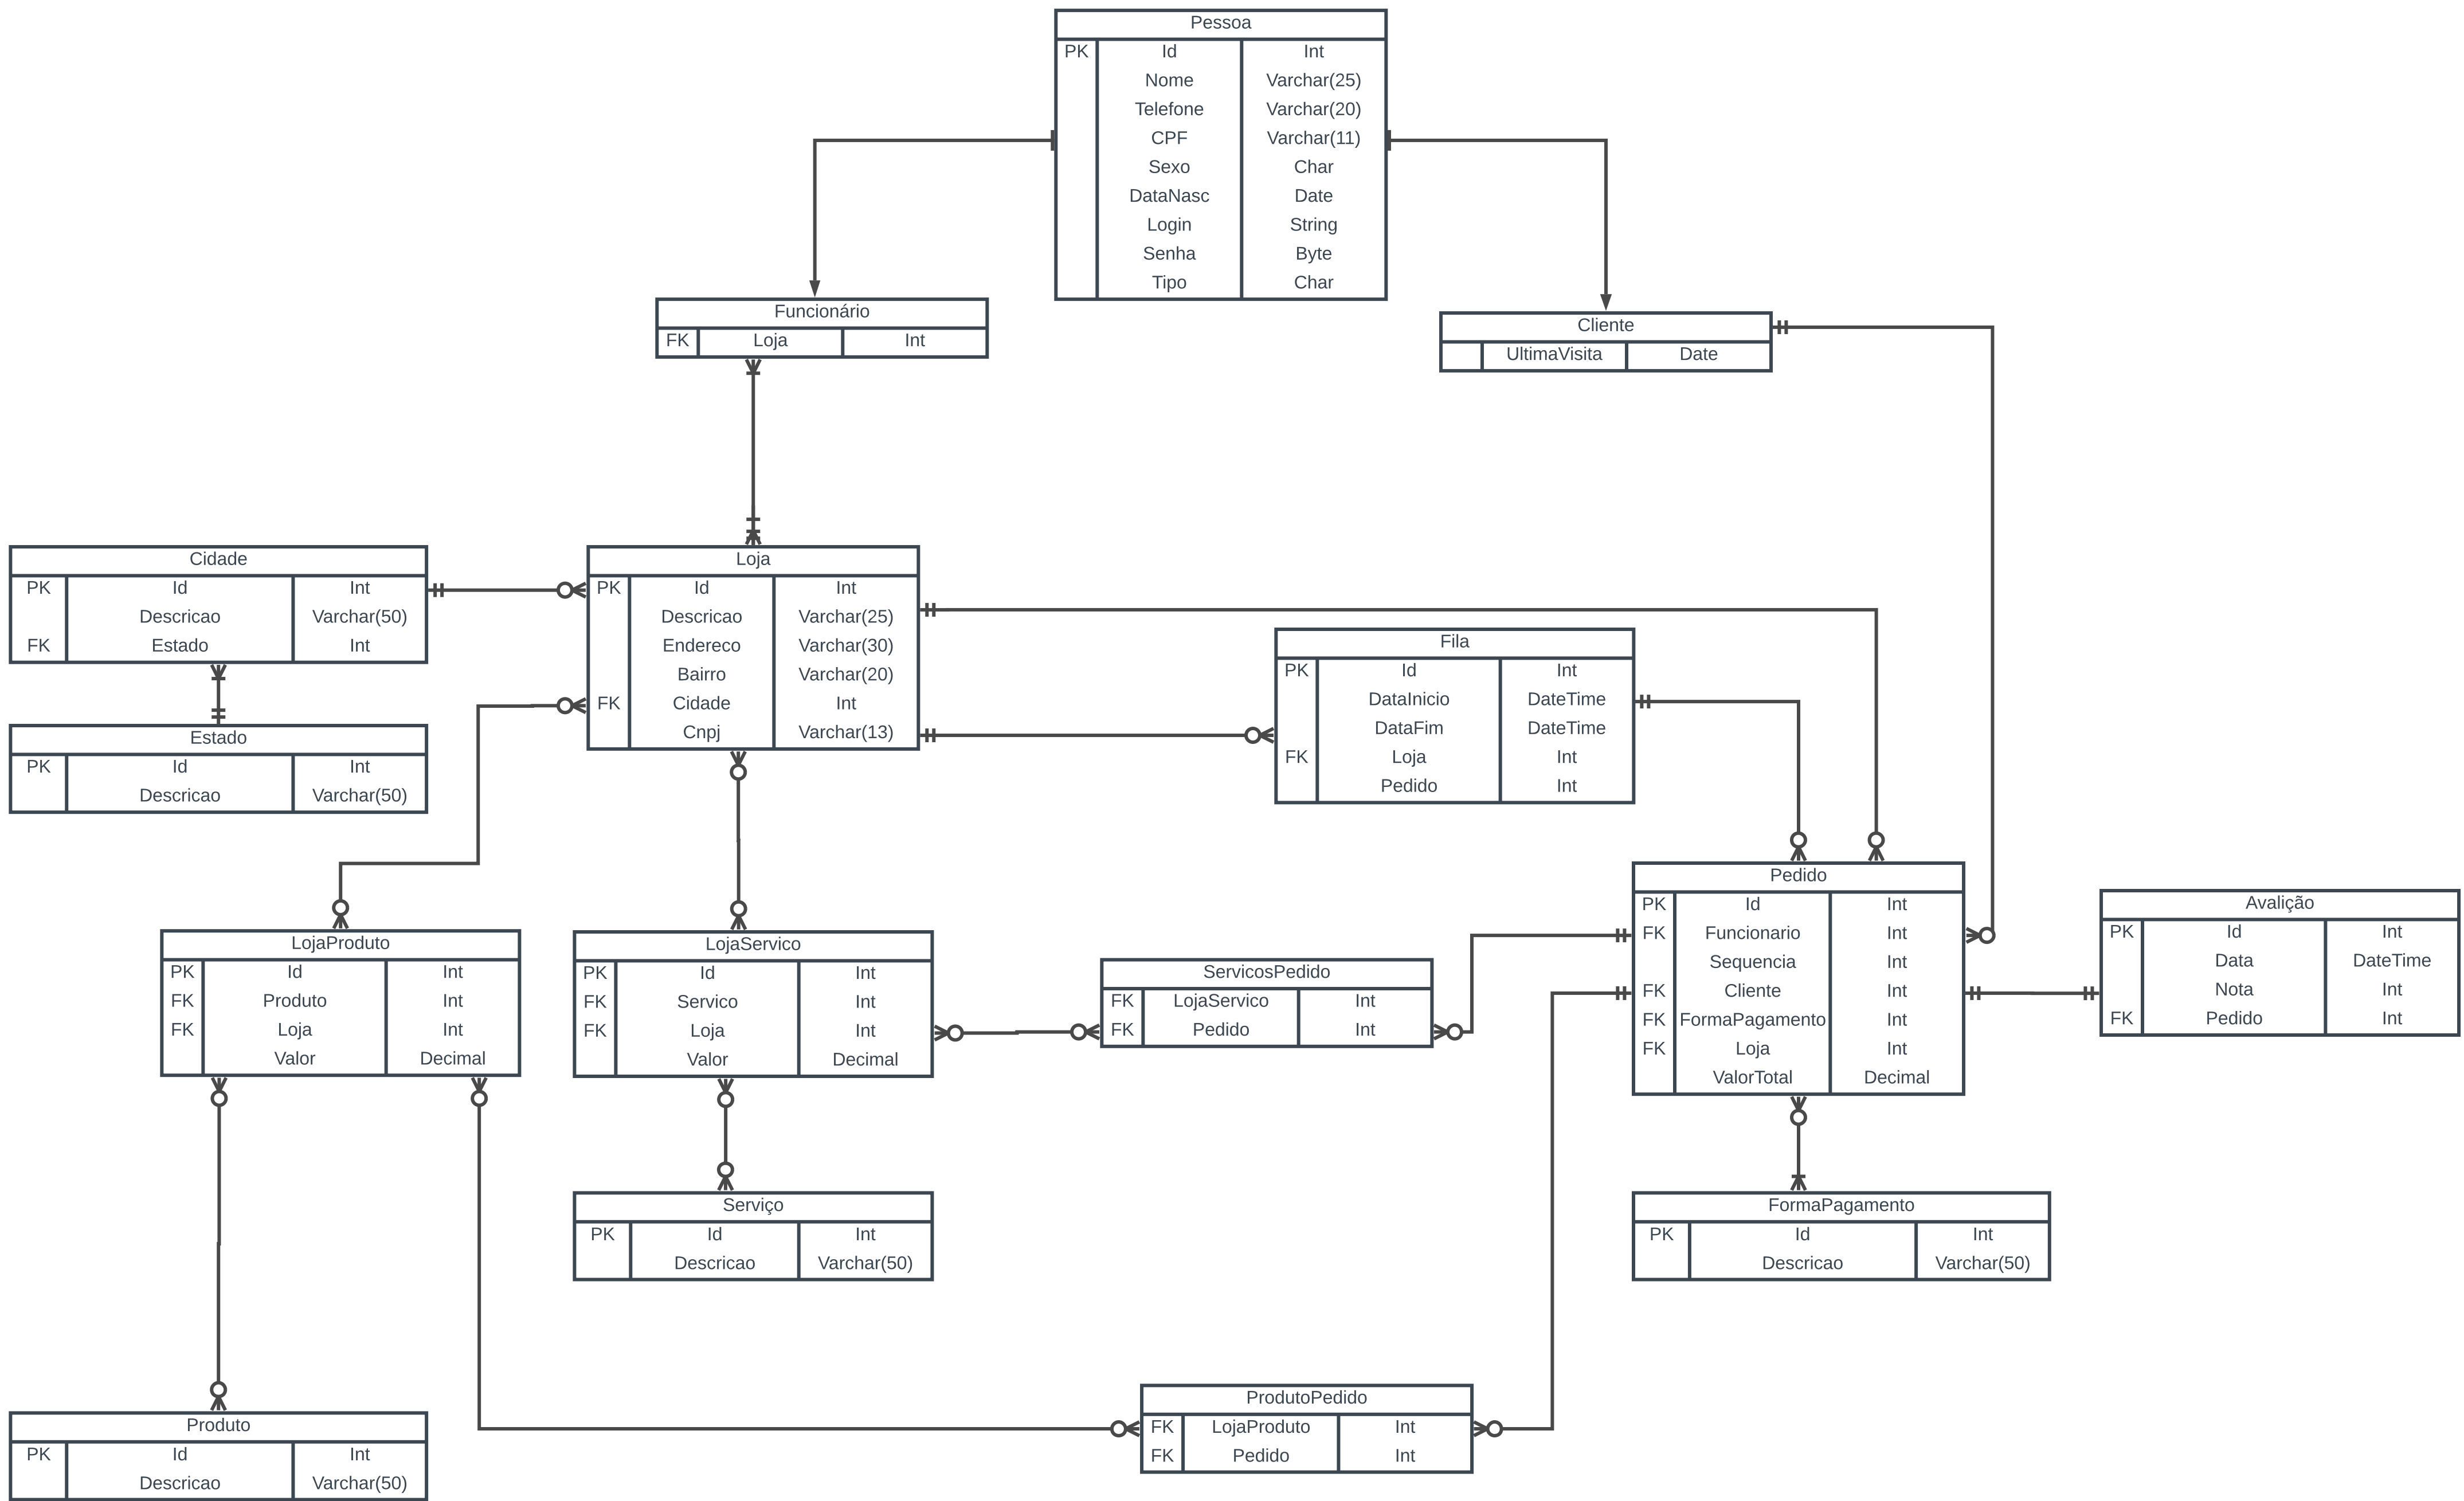 Pessoa
PK Id Int
Nome Varchar(25)
Telefone Varchar(20)
CPF Varchar(11)
Sexo Char
DataNasc Date
Login String
Senha Byte
Tipo Char
Funcionário
FK Loja Int
Cliente
UltimaVisita Date
Cidade
PK Id Int
Descricao Varchar(50)
FK Estado Int
Loja
PK Id Int
Descricao Varchar(25)
Endereco Varchar(30)
Bairro Varchar(20)
FK Cidade Int
Cnpj Varchar(13)
Fila
PK Id Int
DataInicio DateTime
DataFim DateTime
FK Loja Int
Pedido Int
Estado
PK Id Int
Descricao Varchar(50)
LojaProduto
PK Id Int
FK Produto Int
FK Loja Int
Valor Decimal
LojaServico
PK Id Int
FK Servico Int
FK Loja Int
Valor Decimal
ServicosPedido
FK LojaServico Int
FK Pedido Int
Pedido
PK Id Int
FK Funcionario Int
Sequencia Int
FK Cliente Int
FK FormaPagamento Int
FK Loja Int
ValorTotal Decimal
Avalição
PK Id Int
Data DateTime
Nota Int
FK Pedido Int
Serviço
PK Id Int
Descricao Varchar(50)
FormaPagamento
PK Id Int
Descricao Varchar(50)
Produto
PK Id Int
Descricao Varchar(50)
ProdutoPedido
FK LojaProduto Int
FK Pedido Int